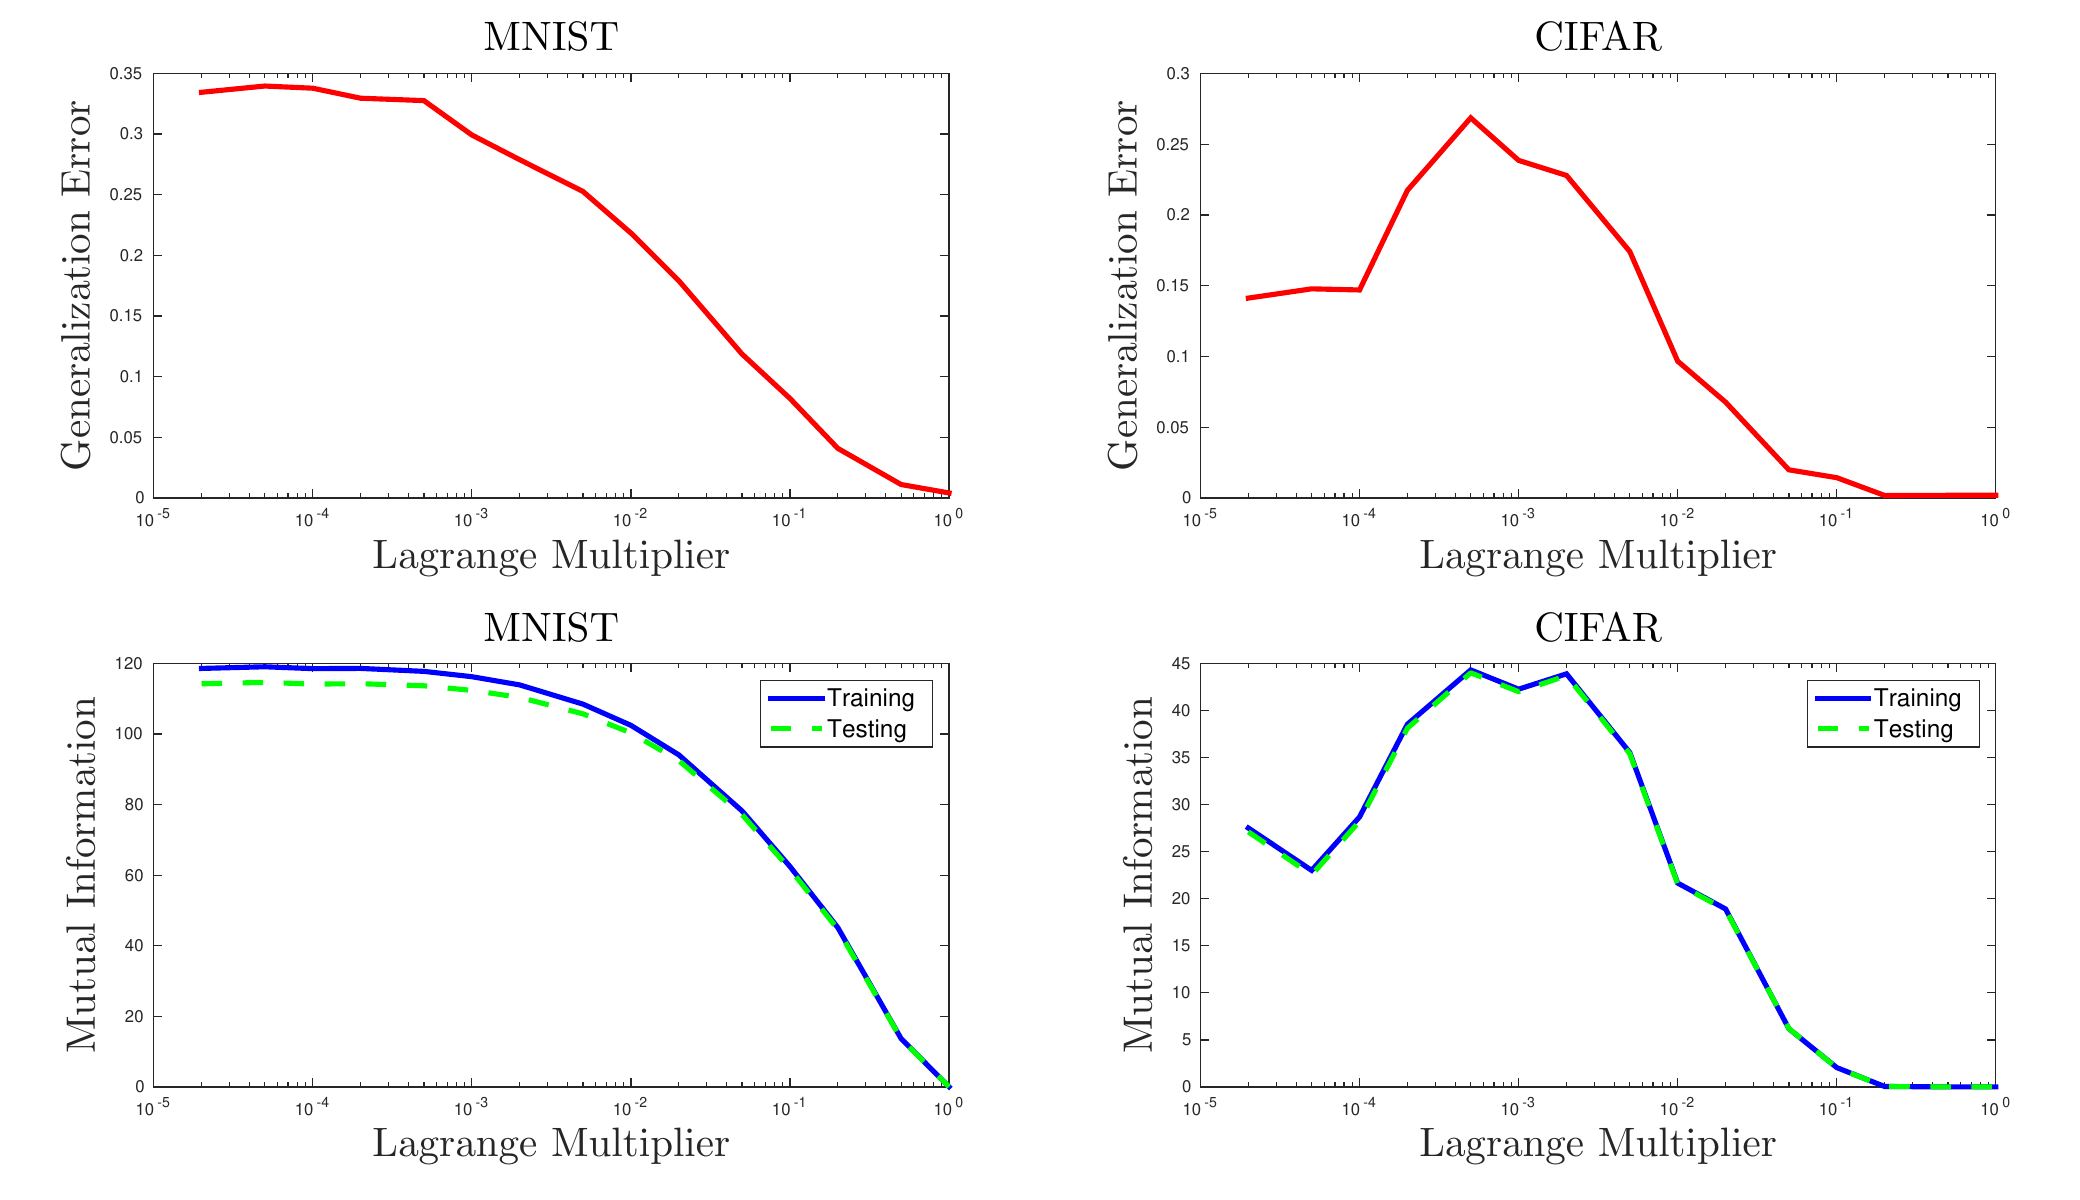 MNIST
Generalization Error
0.35
0.3
0.25
0.2
0.15
0.1
0.05
0
10^-5 10^-4 10^-3 10^-2 10^-1 10^0
Lagrange Multiplier
CIFAR
Generalization Error
0.3
0.25
0.2
0.15
0.1
0.05
0
10^-5 10^-4 10^-3 10^-2 10^-1 10^0
Lagrange Multiplier
MNIST
Mutual Information
120
100
80
60
40
20
0
Training
Testing
10^-5 10^-4 10^-3 10^-2 10^-1 10^0
Lagrange Multiplier
CIFAR
Mutual Information
45
40
35
30
25
20
15
10
5
0
Training
Testing
10^-5 10^-4 10^-3 10^-2 10^-1 10^0
Lagrange Multiplier